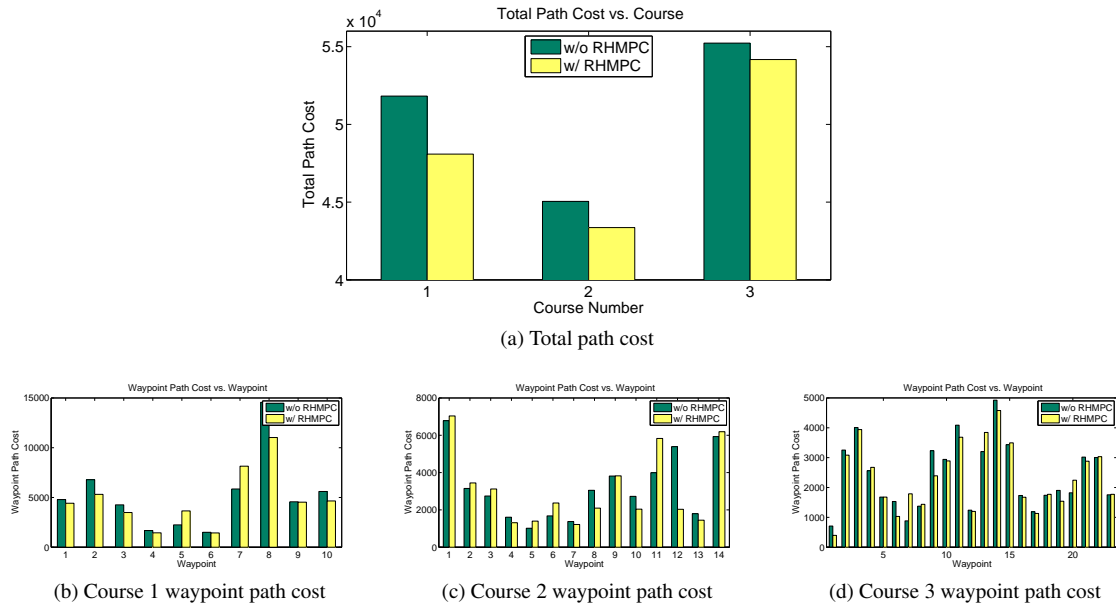 Total Path Cost vs. Course
x 10^4
5.5
5
4.5
4
Total Path Cost
w/o RHMPC
w/ RHMPC
1 2 3
Course Number
(a) Total path cost
Waypoint Path Cost vs. Waypoint
15000
10000
5000
0
Waypoint Path Cost
w/o RHMPC
w/ RHMPC
1 2 3 4 5 6 7 8 9 10
Waypoint
(b) Course 1 waypoint path cost
Waypoint Path Cost vs. Waypoint
8000
6000
4000
2000
0
Waypoint Path Cost
w/o RHMPC
w/ RHMPC
1 2 3 4 5 6 7 8 9 10 11 12 13 14
Waypoint
(c) Course 2 waypoint path cost
Waypoint Path Cost vs. Waypoint
5000
4000
3000
2000
1000
0
Waypoint Path Cost
w/o RHMPC
w/ RHMPC
5 10 15 20
Waypoint
(d) Course 3 waypoint path cost